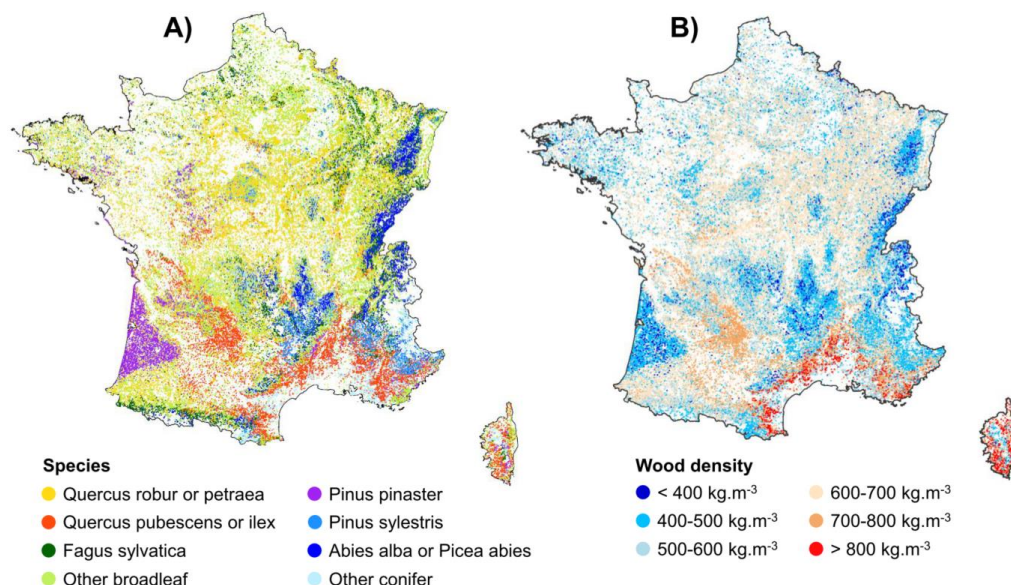 A)
B)
Species
Quercus robur or petraea
Quercus pubescens or ilex
Fagus sylvatica
Other broadleaf
Pinus pinaster
Pinus sylestris
Abies alba or Picea abies
Other conifer
Wood density
< 400 kg.m⁻³
400-500 kg.m⁻³
500-600 kg.m⁻³
600-700 kg.m⁻³
700-800 kg.m⁻³
> 800 kg.m⁻³